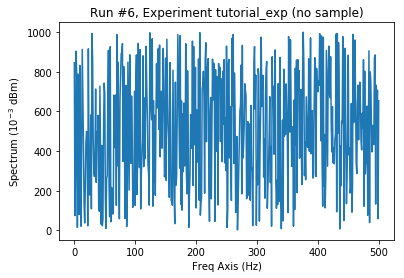 Run #6, Experiment tutorial_exp (no sample)
1000
800
600
400
200
0
Spectrum (10⁻³ dBm)
0 100 200 300 400 500
Freq Axis (Hz)